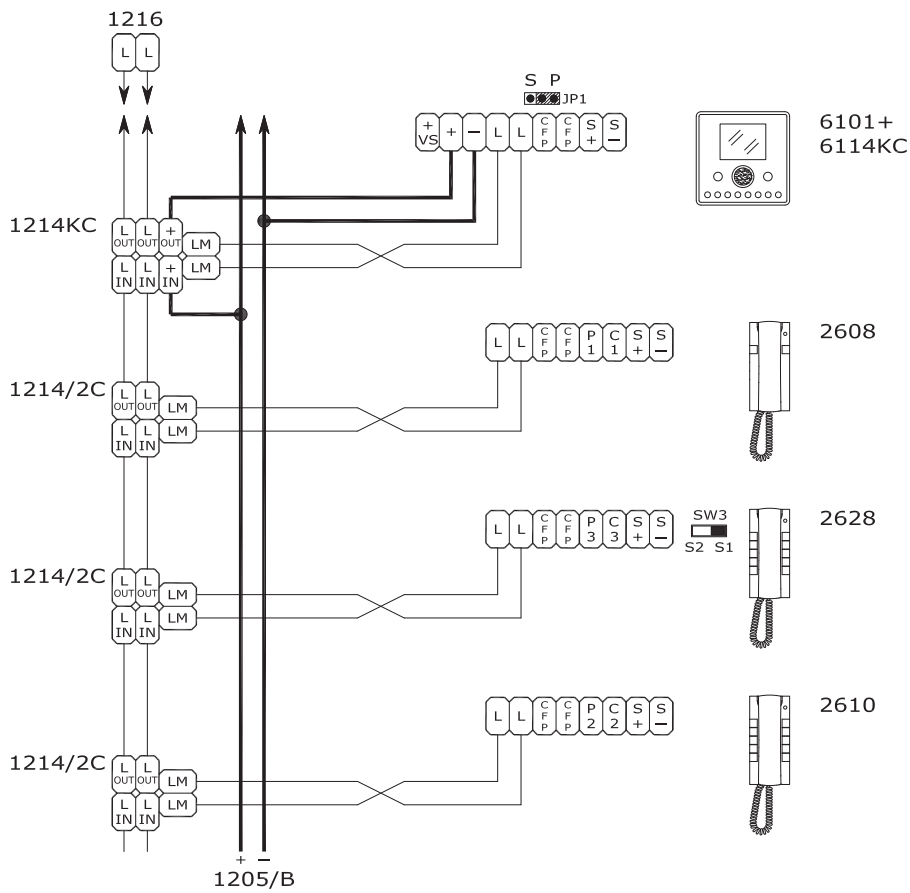 1216
L L
S P
JP1
+ VS + − L L CFP CFP S+ S−
6101+
6114KC
1214KC
L OUT L OUT + OUT LM
L IN L IN + IN LM
L L CFP CFP P1 C1 S+ S−
2608
1214/2C
L OUT L OUT LM
L IN L IN LM
L L CFP CFP P3 C3 S+ S−
SW3
S2 S1
2628
1214/2C
L OUT L OUT LM
L IN L IN LM
L L CFP CFP P2 C2 S+ S−
2610
1214/2C
L OUT L OUT LM
L IN L IN LM
+ −
1205/B